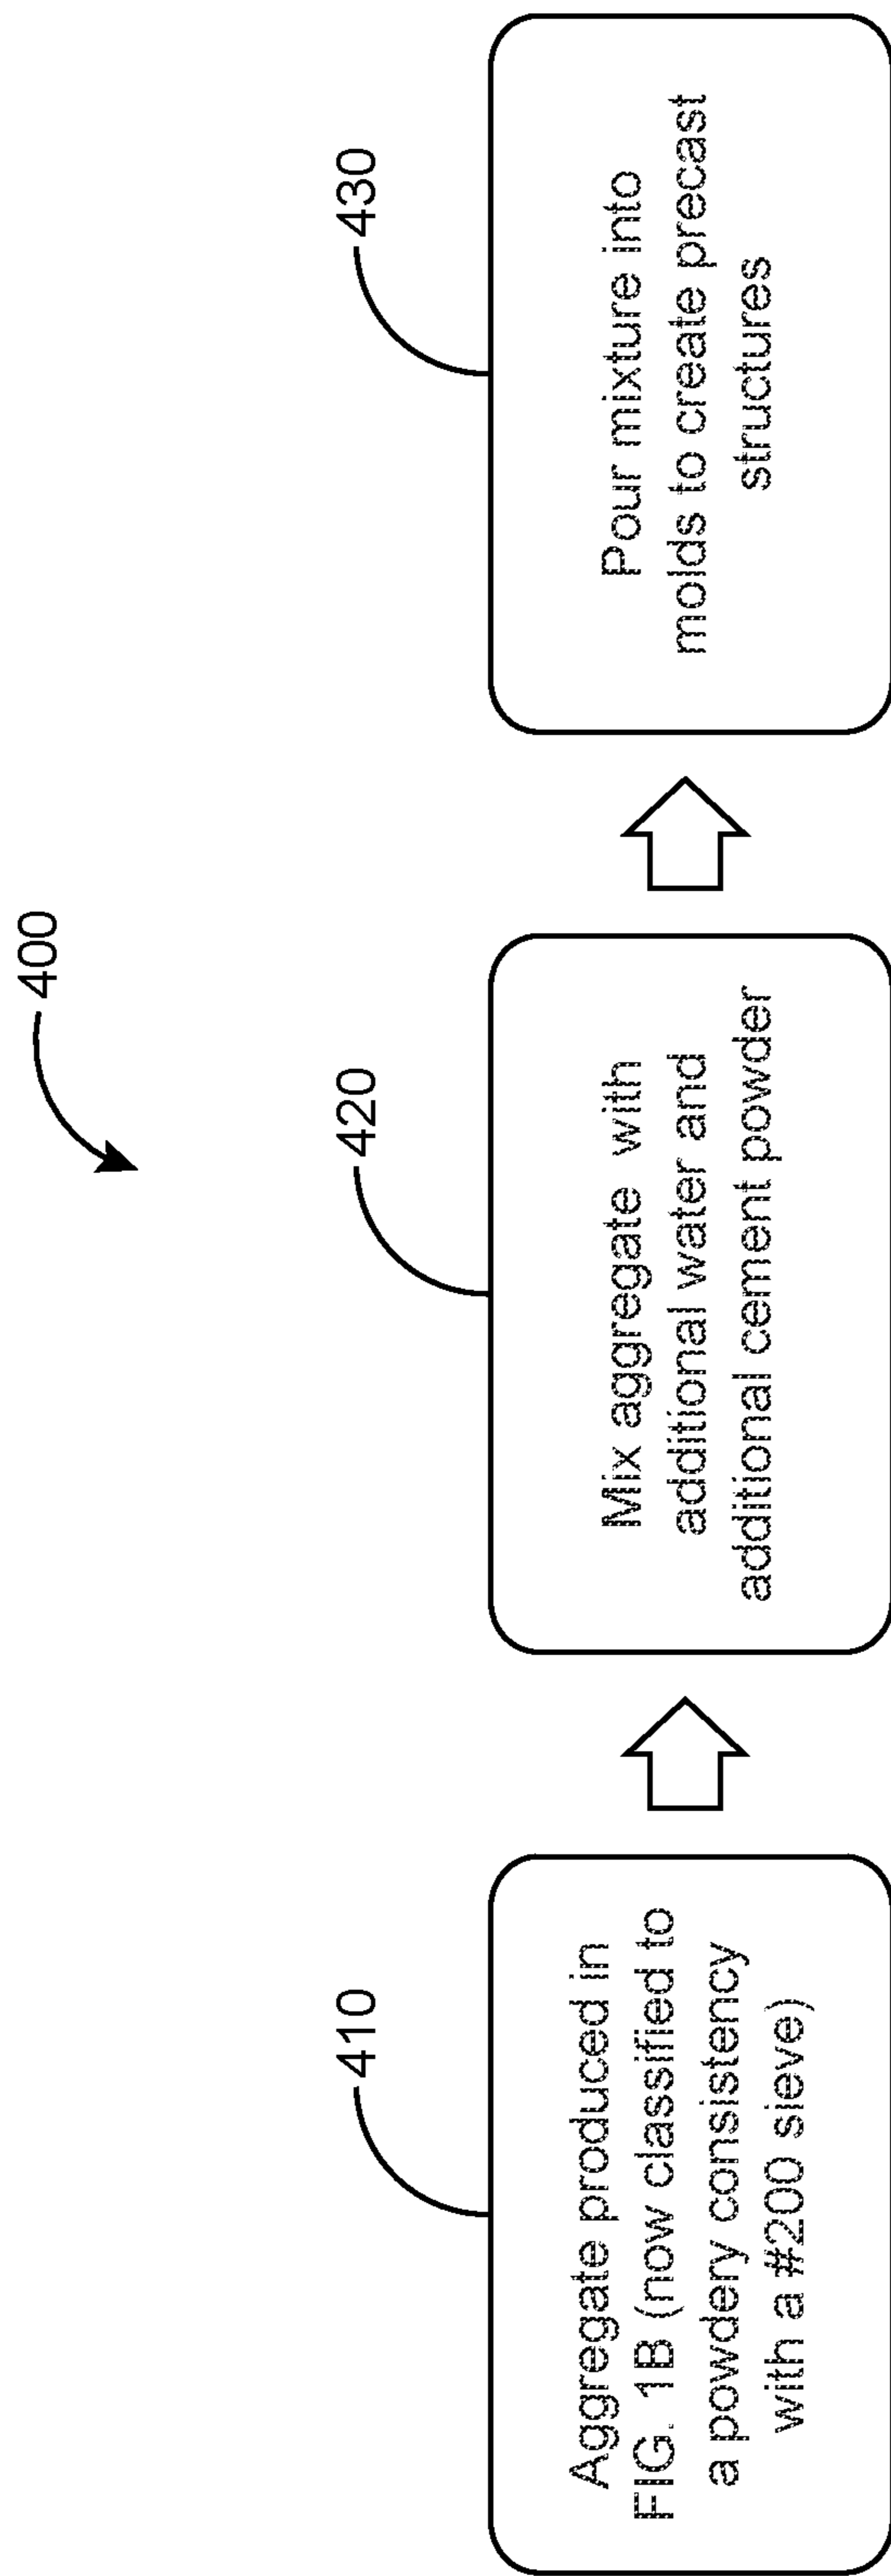 400
410
Aggregate produced in
FIG. 1B (now classified to
a powdery consistency
with a #200 sieve)
420
Mix aggregate with
additional water and
additional cement powder
430
Pour mixture into
molds to create precast
structures